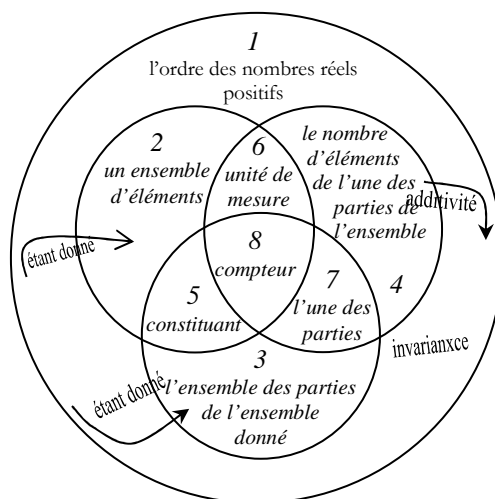 1
l'ordre des nombres réels
positifs
2
un ensemble
d'éléments
6
unité de
mesure
le nombre
d'éléments
de l'une des
parties de
l'ensemble
additivité
étant donné
8
compteur
5
constituant
7
l'une des
parties
4
invarianxce
étant donné
3
l'ensemble des parties
de l'ensemble
donné